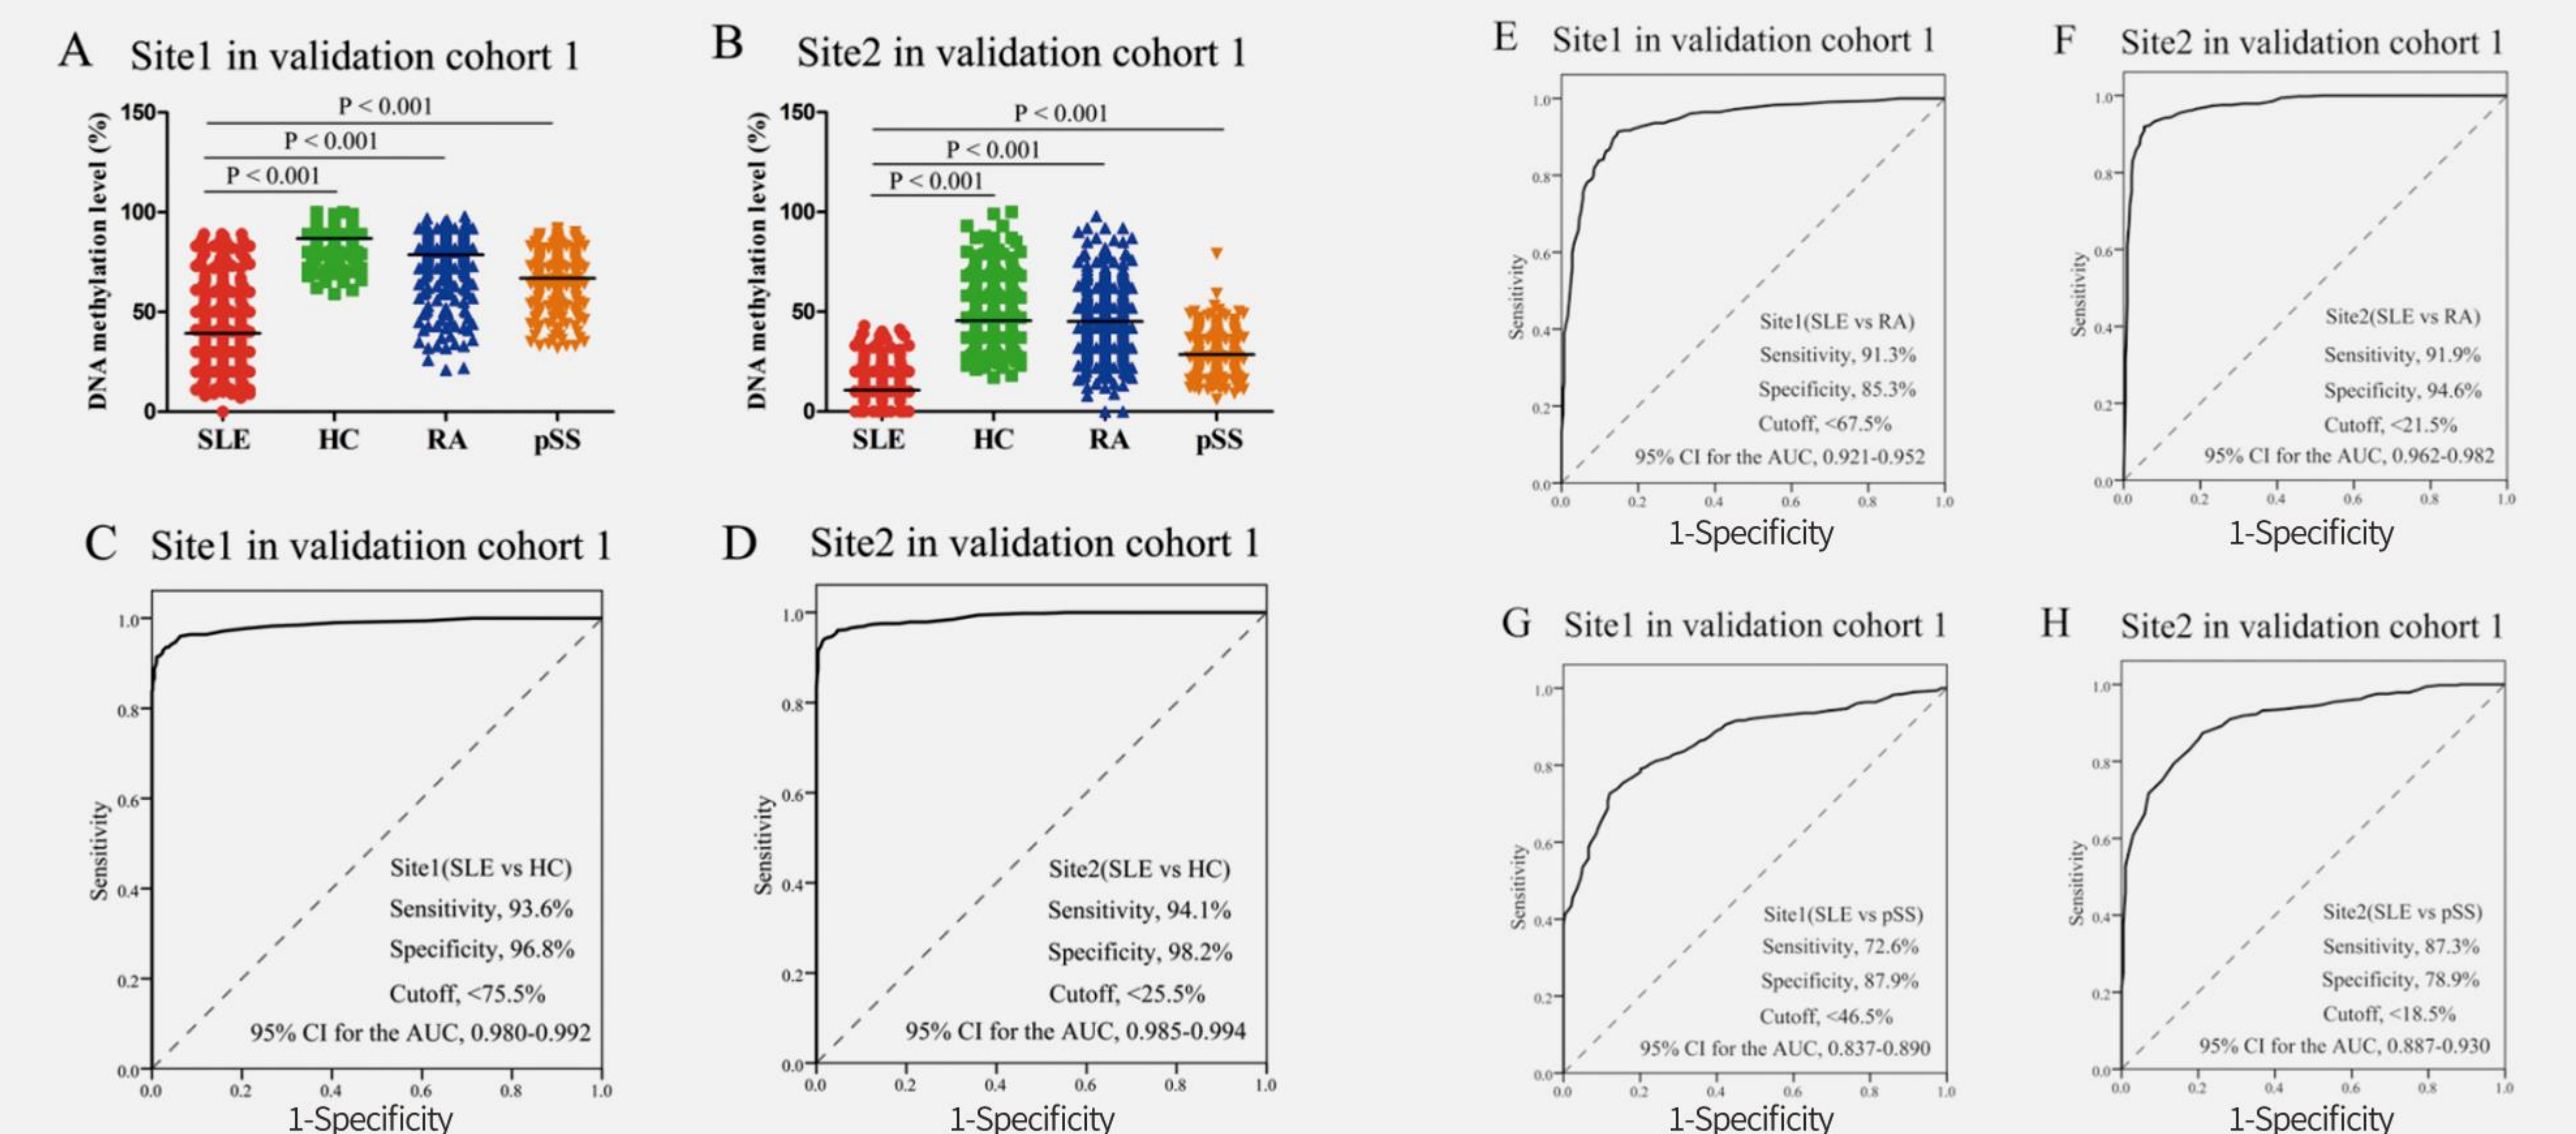 A Site1 in validation cohort 1
P < 0.001
P < 0.001
P < 0.001
DNA methylation level (%)
150
100
50
0
SLE HC RA pSS
B Site2 in validation cohort 1
P < 0.001
P < 0.001
P < 0.001
DNA methylation level (%)
150
100
50
0
SLE HC RA pSS
C Site1 in validatiion cohort 1
Sensitivity
1.0
0.8
0.6
0.4
0.2
0.0
Site1(SLE vs HC)
Sensitivity, 93.6%
Specificity, 96.8%
Cutoff, <75.5%
95% CI for the AUC, 0.980-0.992
0.0 0.2 0.4 0.6 0.8 1.0
1-Specificity
D Site2 in validation cohort 1
Sensitivity
1.0
0.8
0.6
0.4
0.2
0.0
Site2(SLE vs HC)
Sensitivity, 94.1%
Specificity, 98.2%
Cutoff, <25.5%
95% CI for the AUC, 0.985-0.994
0.0 0.2 0.4 0.6 0.8 1.0
1-Specificity
E Site1 in validation cohort 1
Sensitivity
1.0
0.8
0.6
0.4
0.2
0.0
Site1(SLE vs RA)
Sensitivity, 91.3%
Specificity, 85.3%
Cutoff, <67.5%
95% CI for the AUC, 0.921-0.952
0.0 0.2 0.4 0.6 0.8 1.0
1-Specificity
F Site2 in validation cohort 1
Sensitivity
1.0
0.8
0.6
0.4
0.2
0.0
Site2(SLE vs RA)
Sensitivity, 91.9%
Specificity, 94.6%
Cutoff, <21.5%
95% CI for the AUC, 0.962-0.982
0.0 0.2 0.4 0.6 0.8 1.0
1-Specificity
G Site1 in validation cohort 1
Sensitivity
1.0
0.8
0.6
0.4
0.2
0.0
Site1(SLE vs pSS)
Sensitivity, 72.6%
Specificity, 87.9%
Cutoff, <46.5%
95% CI for the AUC, 0.837-0.890
0.0 0.2 0.4 0.6 0.8 1.0
1-Specificity
H Site2 in validation cohort 1
Sensitivity
1.0
0.8
0.6
0.4
0.2
0.0
Site2(SLE vs pSS)
Sensitivity, 87.3%
Specificity, 78.9%
Cutoff, <18.5%
95% CI for the AUC, 0.887-0.930
0.0 0.2 0.4 0.6 0.8 1.0
1-Specificity